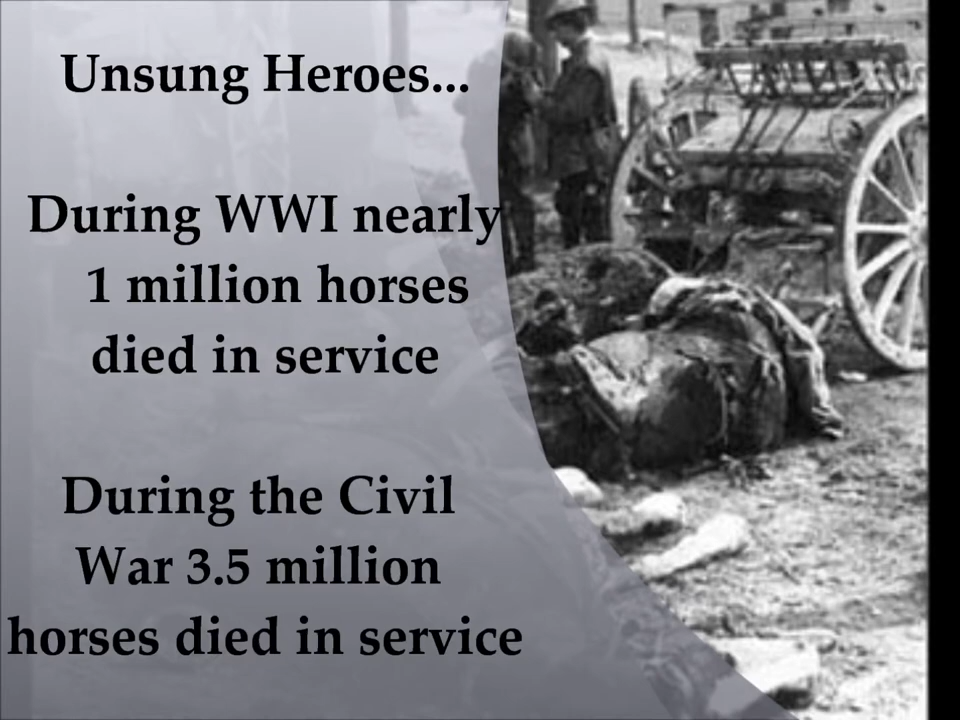 Unsung Heroes...
During WWI nearly
1 million horses
died in service
During the Civil
War 3.5 million
horses died in service